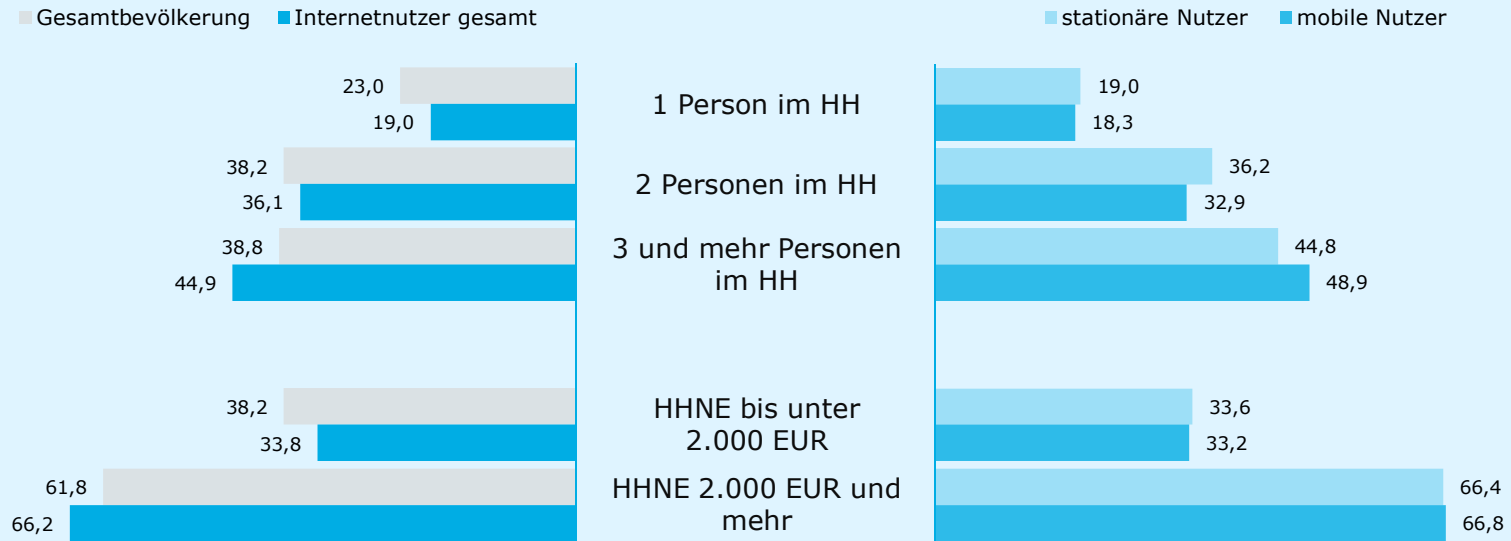 Gesamtbevölkerung Internetnutzer gesamt stationäre Nutzer mobile Nutzer
23,0 1 Person im HH 19,0
19,0 18,3
38,2 2 Personen im HH 36,2
36,1 32,9
38,8 3 und mehr Personen 44,8
44,9 im HH 48,9
38,2 HHNE bis unter 33,6
33,8 2.000 EUR 33,2
61,8 HHNE 2.000 EUR und 66,4
66,2 mehr 66,8